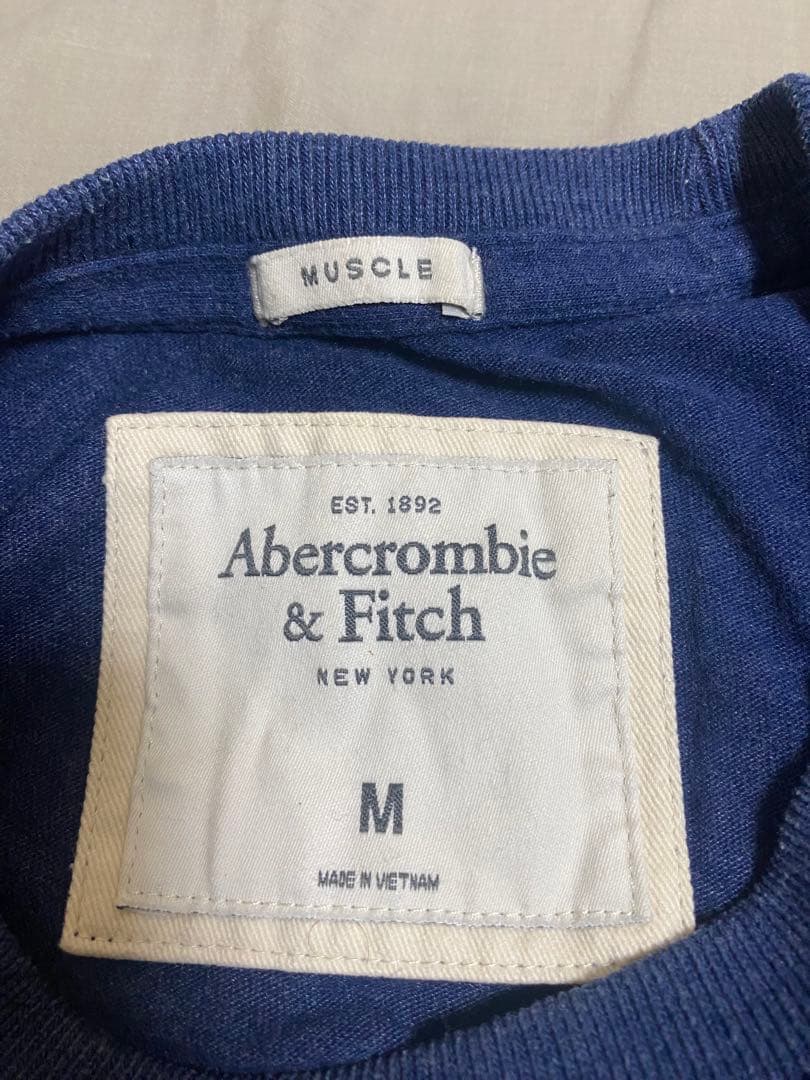 MUSCLE
EST. 1892
Abercrombie
& Fitch
NEW YORK
M
MADE IN VIETNAM